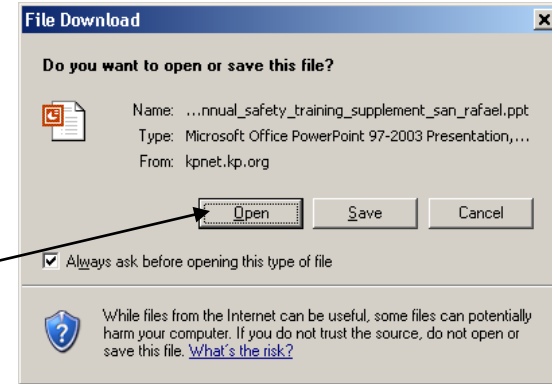 File Download
Do you want to open or save this file?
Name: ...nnual_safety_training_supplement_san_rafael.ppt
Type: Microsoft Office PowerPoint 97-2003 Presentation,...
From: kpnet.kp.org
Open Save Cancel
Always ask before opening this type of file
While files from the Internet can be useful, some files can potentially
harm your computer. If you do not trust the source, do not open or
save this file. What's the risk?